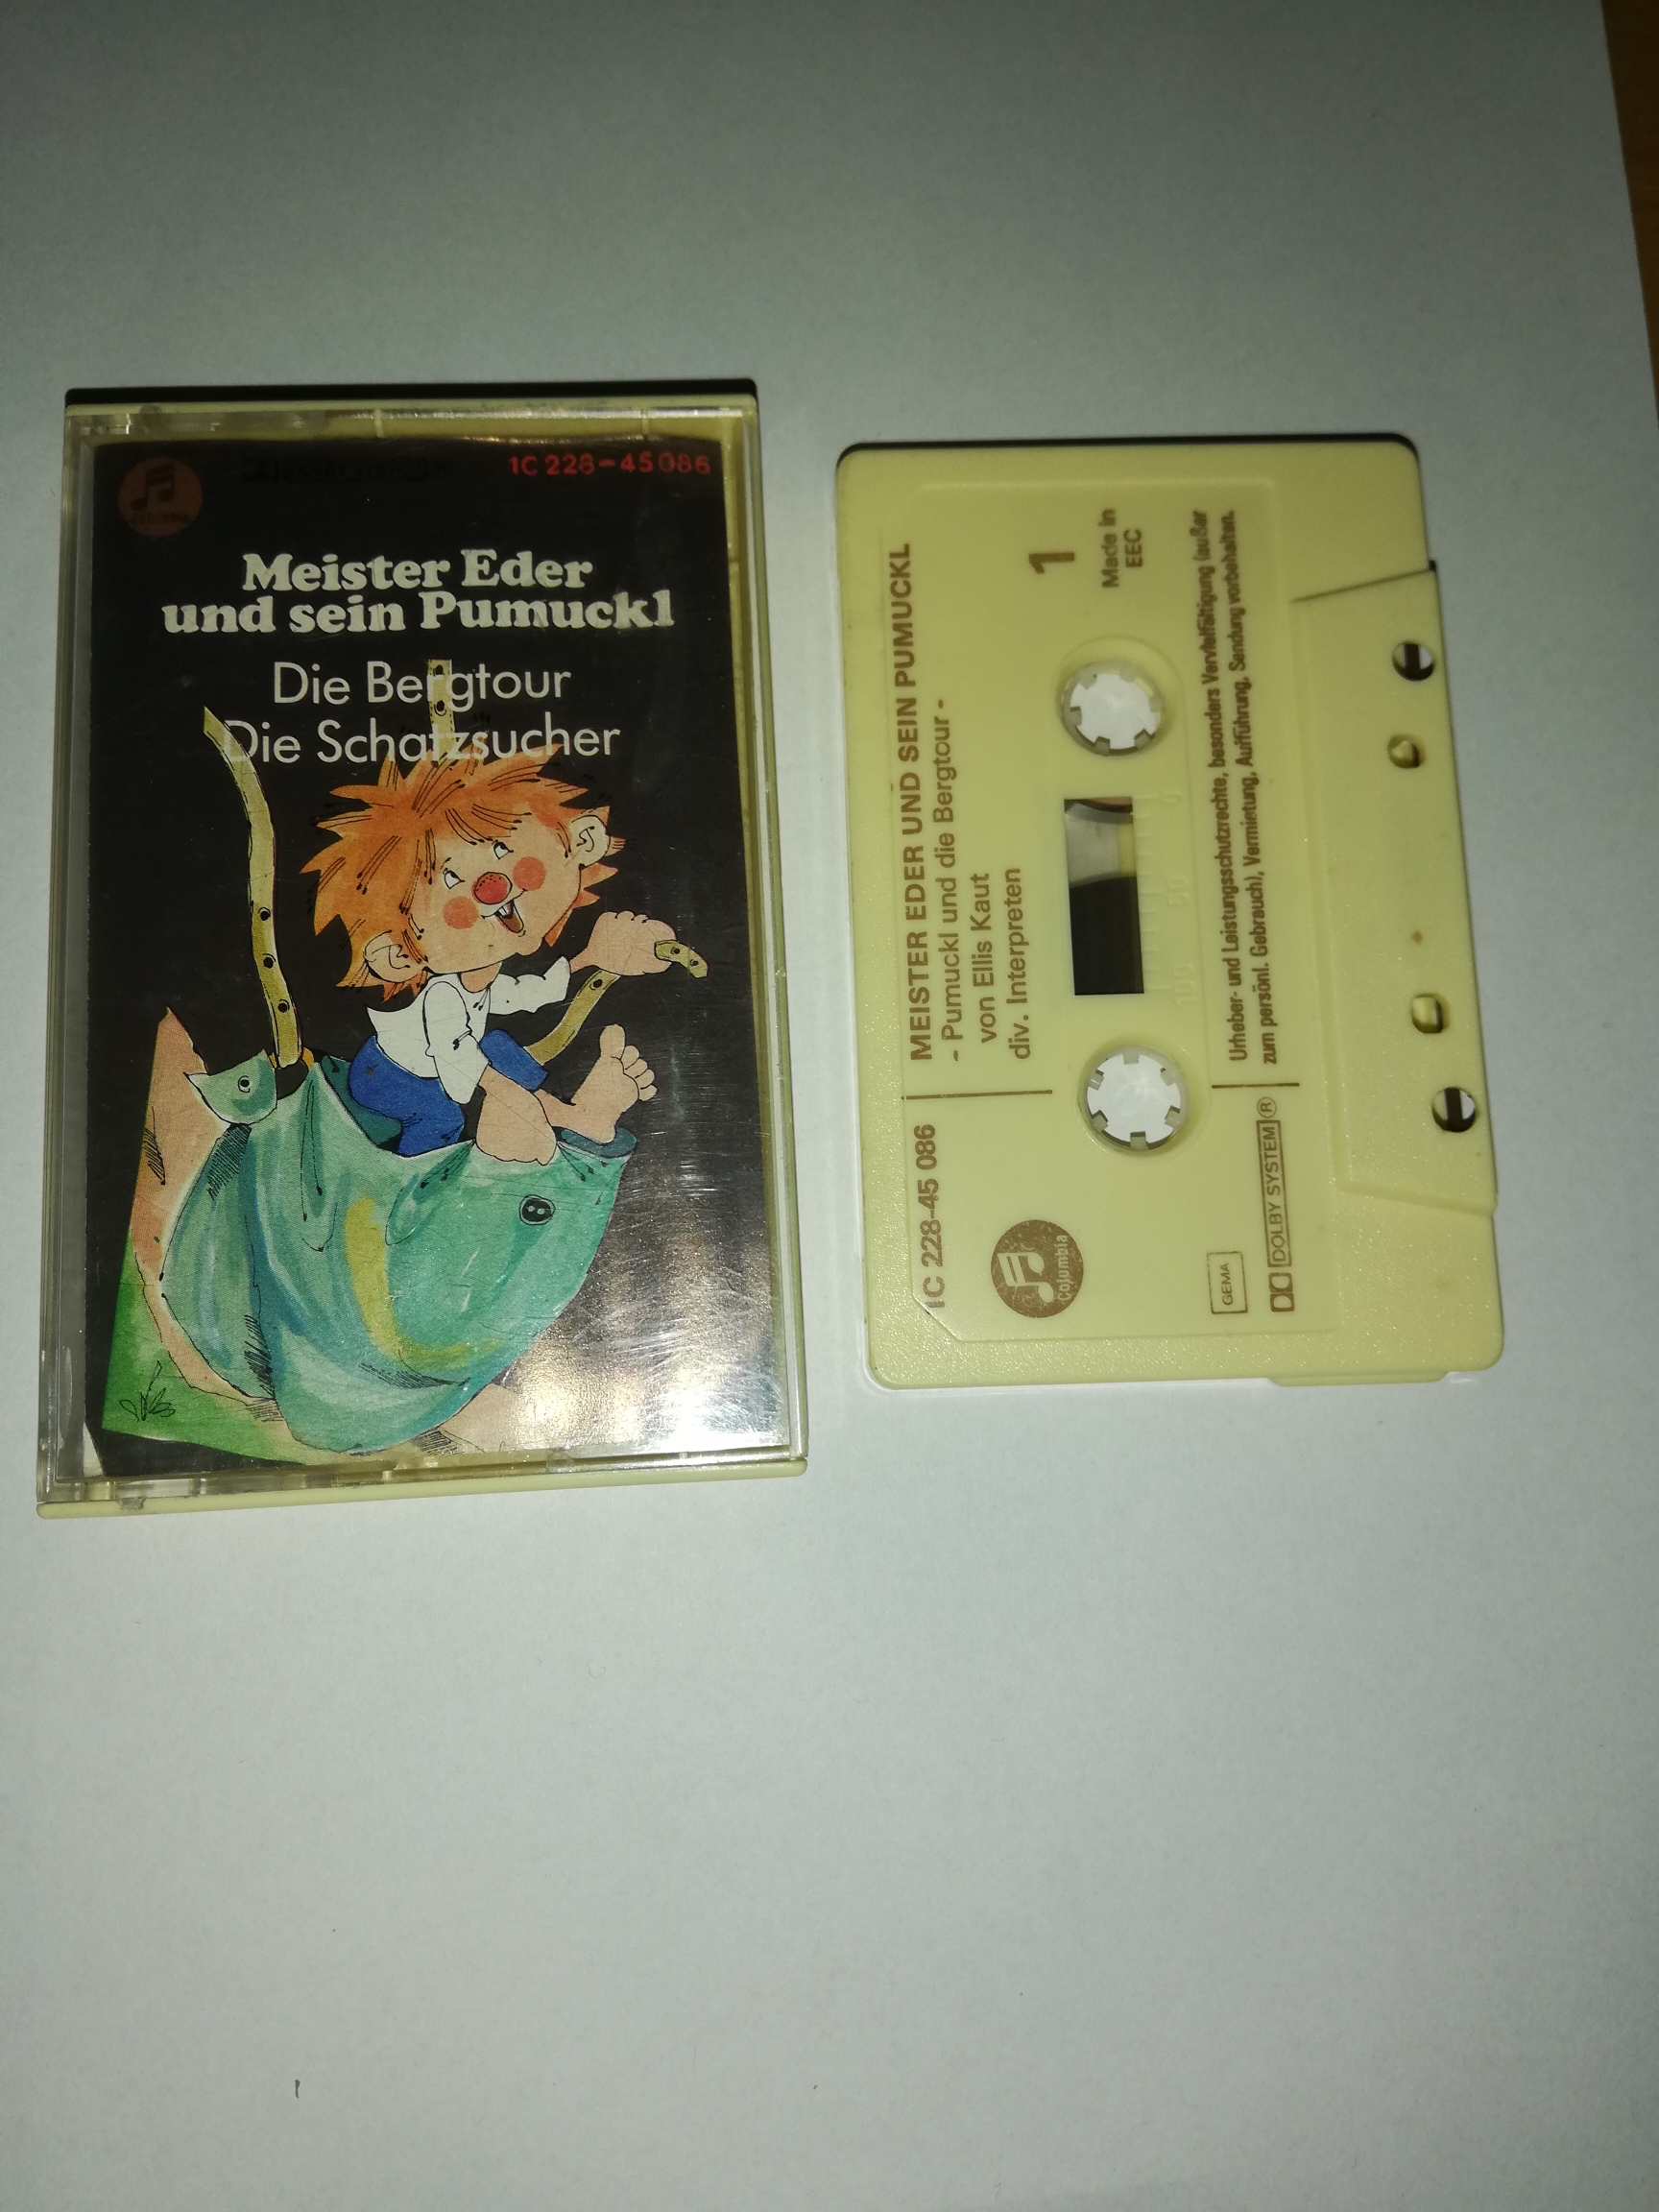 1C 228-45086
Meister Eder
und sein Pumuckl
Die Bergtour
Die Schatzsucher
1C 228-45 086
MEISTER EDER UND SEIN PUMUCKL
- Pumuckl und die Bergtour -
von Ellis Kaut
div. Interpreten
1
Made in
EEC
Columbia
GEMA
DOLBY SYSTEM ®
Urheber- und Leistungsschutzrechte, besonders Vervielfältigung (außer
zum persönl. Gebrauch), Vermietung, Aufführung, Sendung vorbehalten.